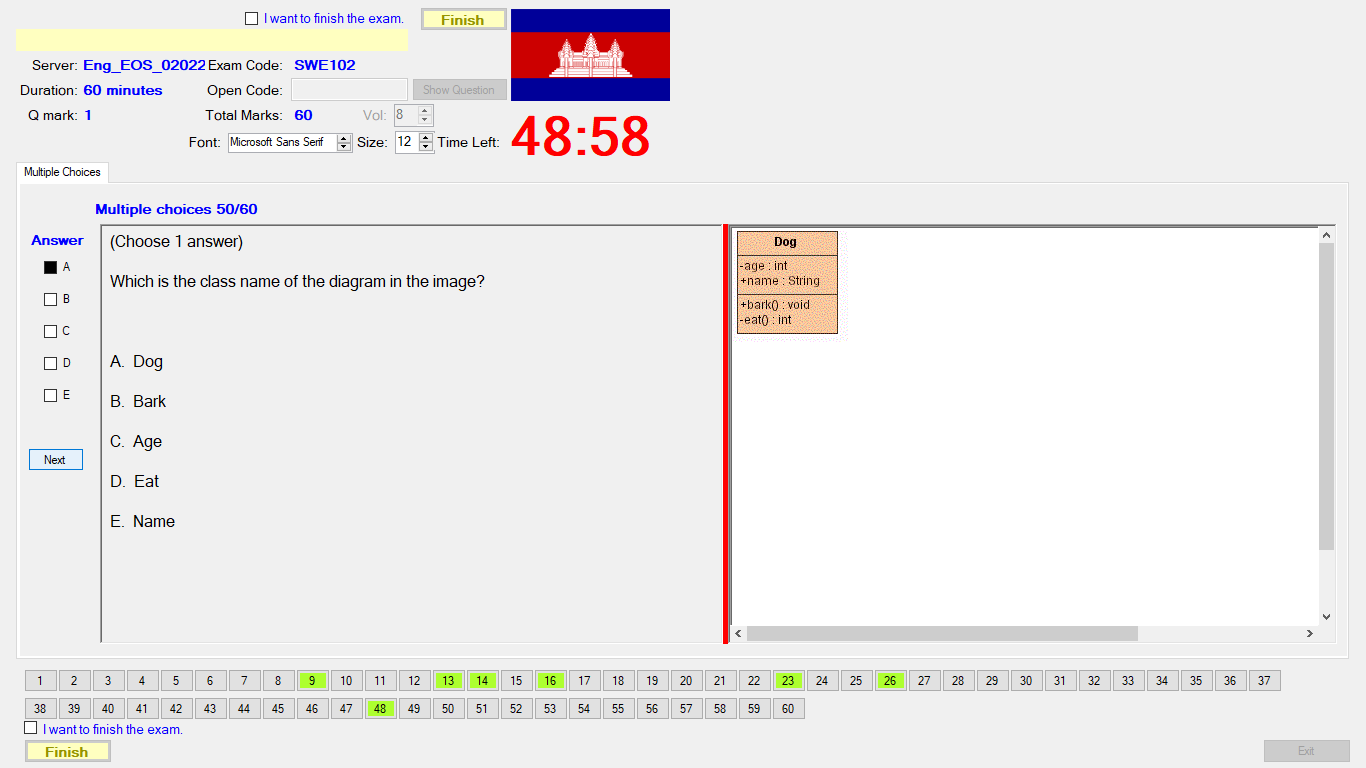 I want to finish the exam.
Finish
Server: Eng_EOS_02022 Exam Code: SWE102
Duration: 60 minutes Open Code: Show Question
Q mark: 1 Total Marks: 60 Vol: 8
Font: Microsoft Sans Serif Size: 12 Time Left: 48:58
Multiple Choices
Multiple choices 50/60
Answer
A
B
C
D
E
Next
(Choose 1 answer)
Which is the class name of the diagram in the image?
A. Dog
B. Bark
C. Age
D. Eat
E. Name
Dog
-age : int
+name : String
+bark() : void
-eat() : int
1 2 3 4 5 6 7 8 9 10 11 12 13 14 15 16 17 18 19 20 21 22 23 24 25 26 27 28 29 30 31 32 33 34 35 36 37
38 39 40 41 42 43 44 45 46 47 48 49 50 51 52 53 54 55 56 57 58 59 60
I want to finish the exam.
Finish
Exit